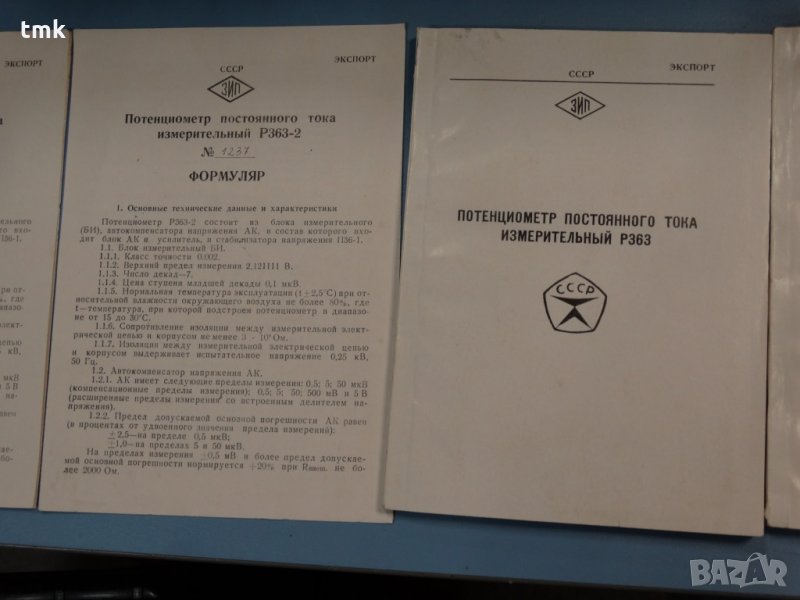 tmk
ЭКСПОРТ
СССР
ЭКСПОРТ
ЗИП
Потенциометр постоянного тока
измерительный Р363-2
№ 1237
ФОРМУЛЯР
1. Основные технические данные и характеристики
Потенциометр Р363-2 состоит из блока измерительного
(БИ), автокомпенсатора напряжения АК, в состав которого вхо-
дит блок АК и усилитель, и стабилизатора напряжения П36-1.
1.1. Блок измерительный БИ.
1.1.1. Класс точности 0,002.
1.1.2. Верхний предел измерения 2,121111 В.
1.1.3. Число декад—7.
1.1.4. Цена ступени младшей декады 0,1 мкВ.
1.1.5. Нормальная температура эксплуатации (t±2,5°С) при от-
носительной влажности окружающего воздуха не более 80%, где
t—температура, при которой подстроен потенциометр в диапазо-
не от 15 до 30°С.
1.1.6. Сопротивление изоляции между измерительной элект-
рической цепью и корпусом не менее 3 · 10 Ом.
1.1.7. Изоляция между измерительной электрической цепью
и корпусом выдерживает испытательное напряжение 0,25 кВ,
50 Гц.
1.2. Автокомпенсатор напряжения АК.
1.2.1. АК имеет следующие пределы измерения: 0,5; 5; 50 мкВ
(компенсационные пределы измерения); 0,5; 5; 50; 500 мВ и 5 В
(расширенные пределы измерения со встроенным делителем на-
пряжения).
1.2.2. Предел допускаемой основной погрешности АК равен
(в процентах от удвоенного значения предела измерений):
±2,5—на пределе 0,5 мкВ;
±1,0—на пределах 5 и 50 мкВ.
На пределах измерения ±0,5 мВ и более предел допускае-
мой основной погрешности нормируется ±20% при Rвнеш. не бо-
лее 2000 Ом.
СССР
ЭКСПОРТ
ЗИП
ПОТЕНЦИОМЕТР ПОСТОЯННОГО ТОКА
ИЗМЕРИТЕЛЬНЫЙ Р363
СССР
BAZAR